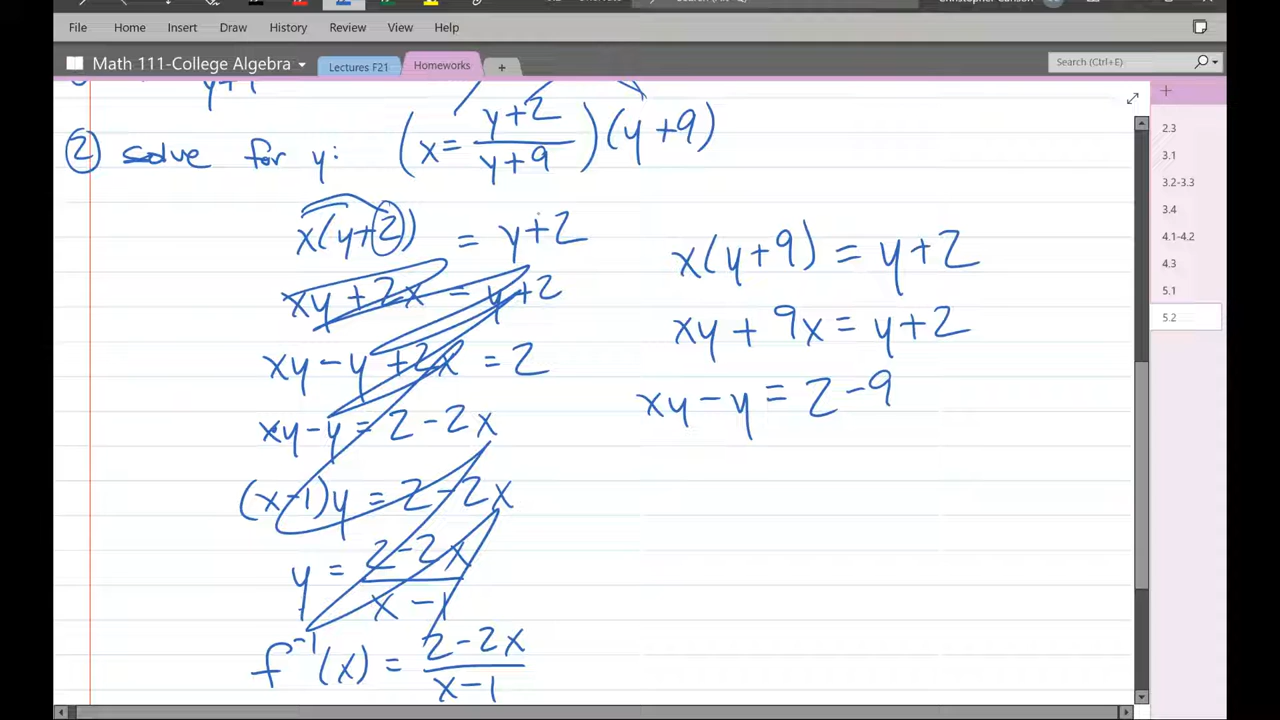 File Home Insert Draw History Review View Help
Math 111-College Algebra Lectures F21 Homeworks + Search (Ctrl+E)
y+1
② solve for y: (x= y+2/y+9)(y+9)
x(y+2) = y+2
xy+2x = y+2
xy-y+2x = 2
xy-y = 2-2x
(x-1)y = 2-2x
y = 2-2x/x-1
f⁻¹(x) = 2-2x/x-1
x(y+9) = y+2
xy + 9x = y+2
xy-y = 2-9
2.3
3.1
3.2-3.3
3.4
4.1-4.2
4.3
5.1
5.2